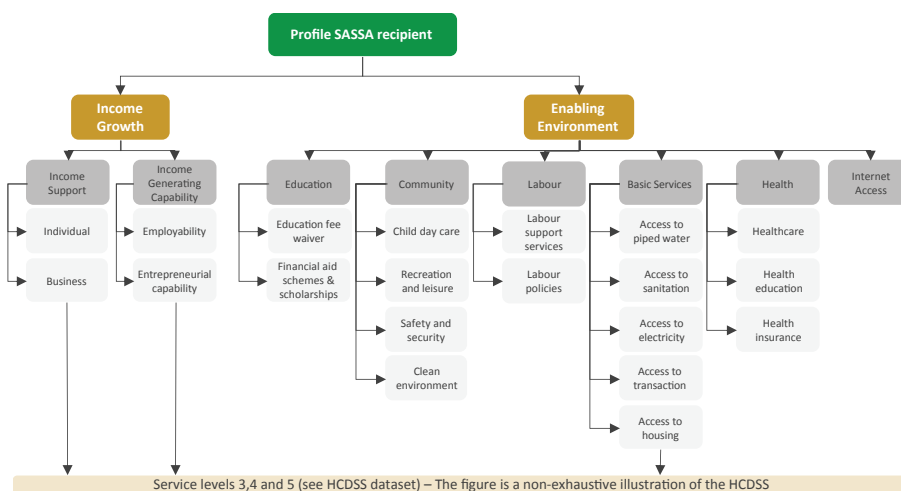 Profile SASSA recipient
Income
Growth
Enabling
Environment
Income
Support
Income
Generating
Capability
Education
Community
Labour
Basic Services
Health
Internet
Access
Individual
Business
Employability
Entrepreneurial
capability
Education fee
waiver
Financial aid
schemes &
scholarships
Child day care
Recreation
and leisure
Safety and
security
Clean
environment
Labour
support
services
Labour
policies
Access to
piped water
Access to
sanitation
Access to
electricity
Access to
transaction
Access to
housing
Healthcare
Health
education
Health
insurance
Service levels 3,4 and 5 (see HCDSS dataset) – The figure is a non-exhaustive illustration of the HCDSS